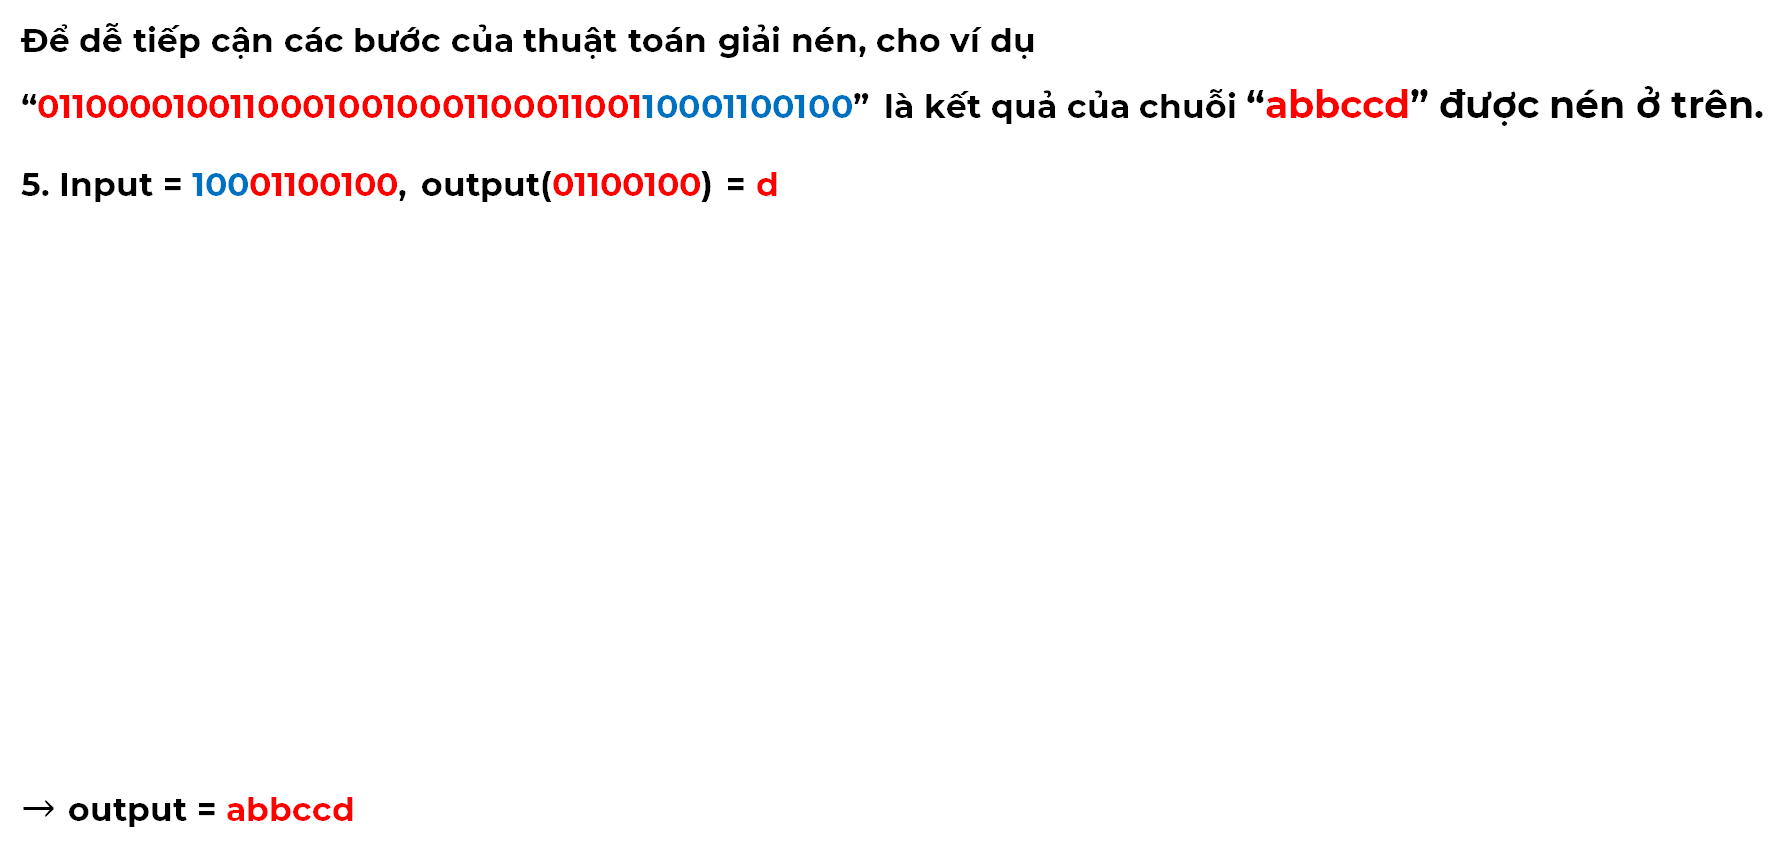 Để dễ tiếp cận các bước của thuật toán giải nén, cho ví dụ
“0110000100110001001000110001100110001100100” là kết quả của chuỗi “abbccd” được nén ở trên.
5. Input = 10001100100, output(01100100) = d
→ output = abbccd